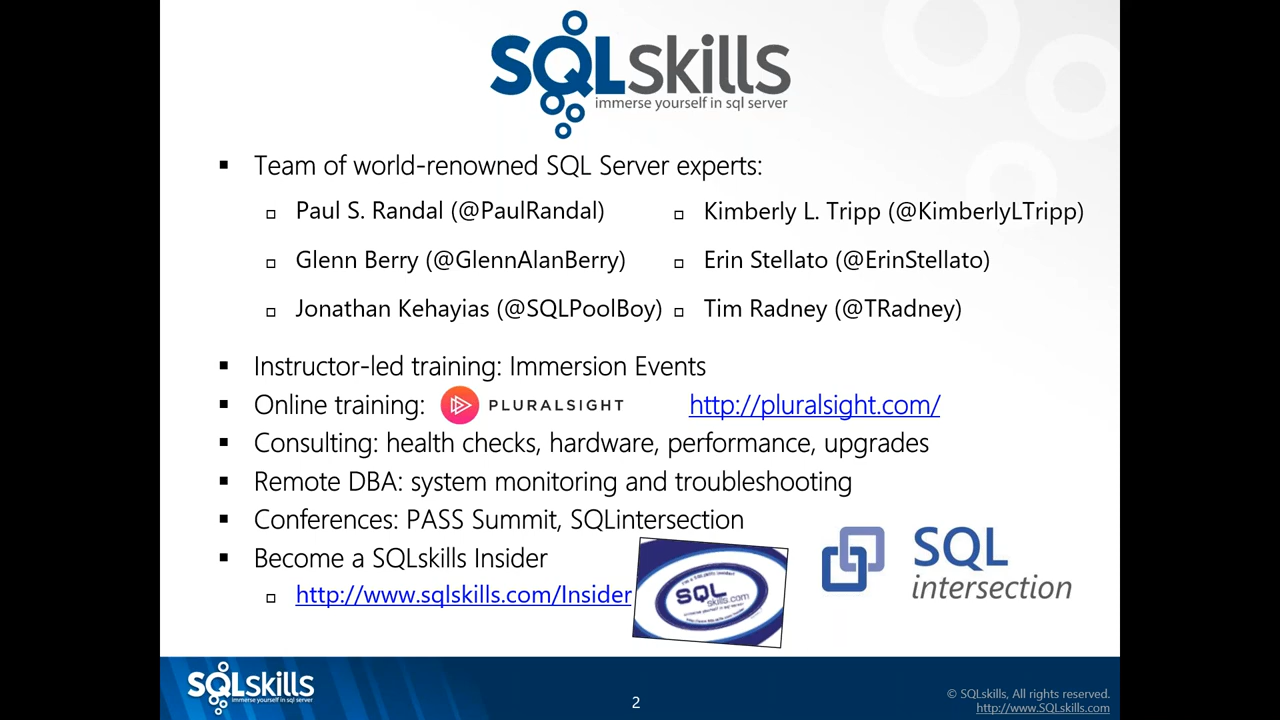 SQLskills
immerse yourself in sql server
Team of world-renowned SQL Server experts:
Paul S. Randal (@PaulRandal)
Kimberly L. Tripp (@KimberlyLTripp)
Glenn Berry (@GlennAlanBerry)
Erin Stellato (@ErinStellato)
Jonathan Kehayias (@SQLPoolBoy)
Tim Radney (@TRadney)
Instructor-led training: Immersion Events
Online training: PLURALSIGHT http://pluralsight.com/
Consulting: health checks, hardware, performance, upgrades
Remote DBA: system monitoring and troubleshooting
Conferences: PASS Summit, SQLintersection
Become a SQLskills Insider
http://www.sqlskills.com/Insider
SQL
skills.com
SQL
intersection
SQLskills
immerse yourself in sql server
2
© SQLskills, All rights reserved.
http://www.SQLskills.com